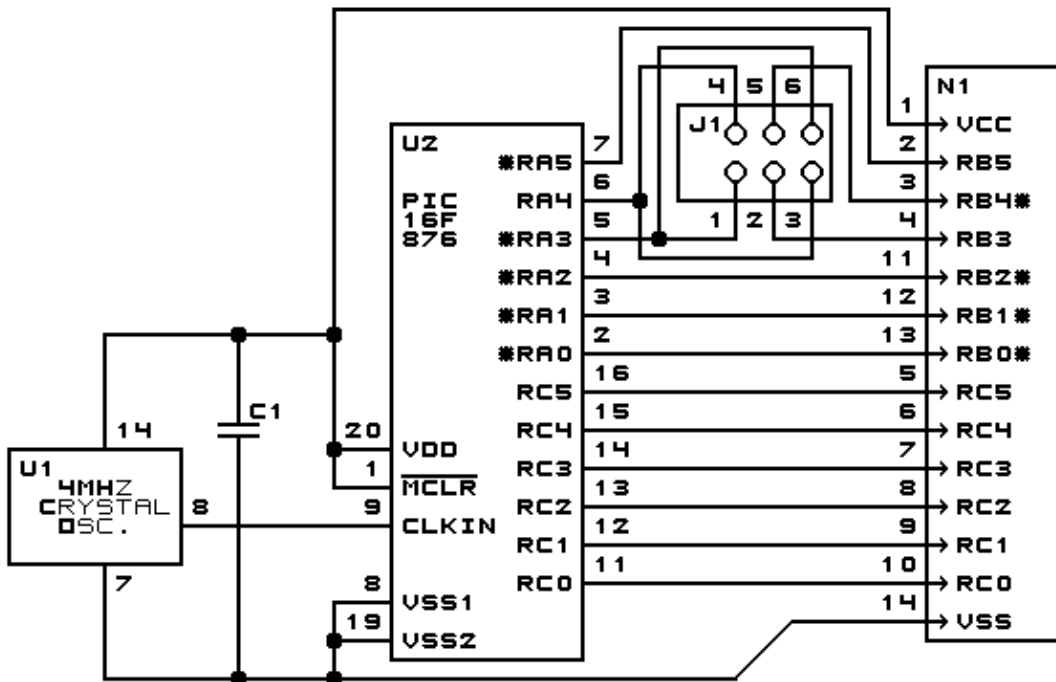 4 5 6
N1
1
J1
VCC
U2
7
2
*RA5
RB5
6
3
PIC
RA4
RB4*
16F
5
1 2 3
4
876
*RA3
RB3
4
11
*RA2
RB2*
3
12
*RA1
RB1*
2
13
*RA0
RB0*
16
5
RC5
RC5
C1
15
6
14
20
VDD
RC4
RC4
U1
1
14
7
4MHZ
MCLR
RC3
RC3
CRYSTAL
8
9
13
8
OSC.
CLKIN
RC2
RC2
12
9
RC1
RC1
7
8
11
10
VSS1
RC0
RC0
19
14
VSS2
VSS